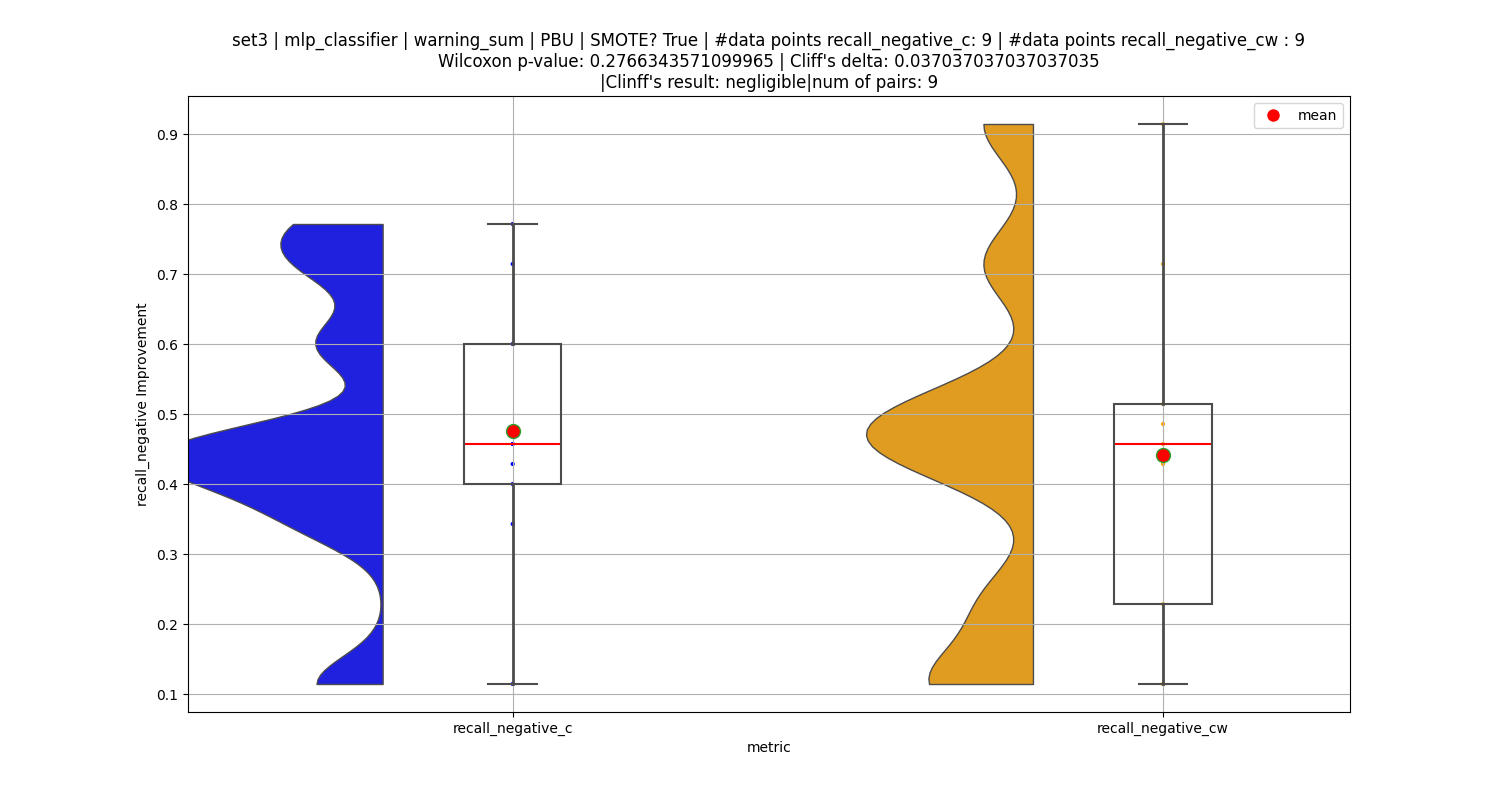 set3 | mlp_classifier | warning_sum | PBU | SMOTE? True | #data points recall_negative_c: 9 | #data points recall_negative_cw : 9
Wilcoxon p-value: 0.2766343571099965 | Cliff's delta: 0.037037037037037035
|Clinff's result: negligible|num of pairs: 9
mean
0.9
0.8
0.7
0.6
0.5
0.4
0.3
0.2
0.1
recall_negative Improvement
recall_negative_c
recall_negative_cw
metric